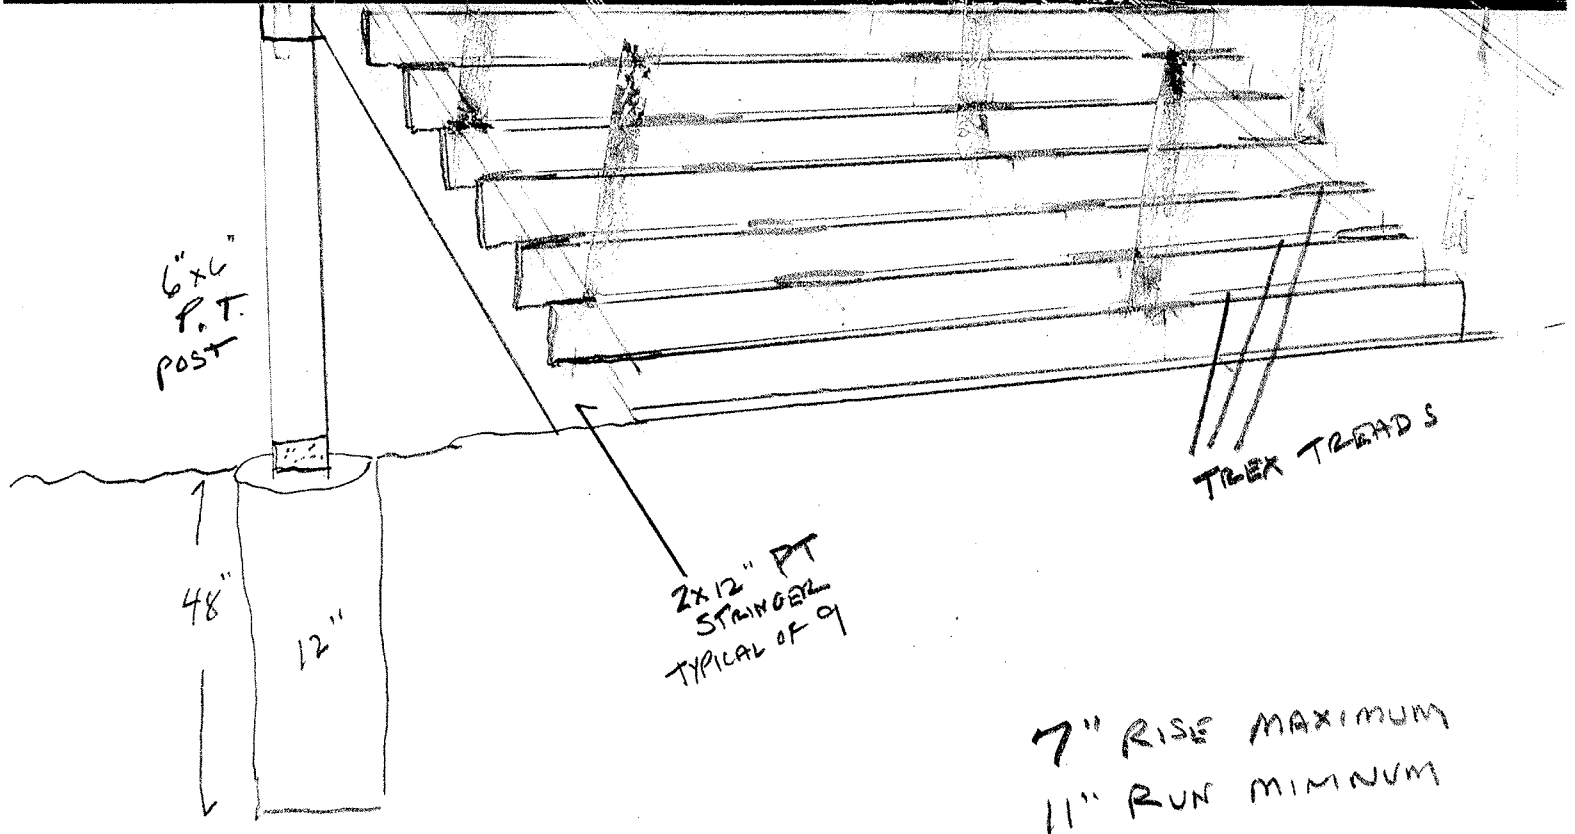 6"x6"
P.T.
POST
48"
12"
2x12" PT
STRINGER
TYPICAL OF 9
TREX TREADS
7" RISE MAXIMUM
11" RUN MIMNUM